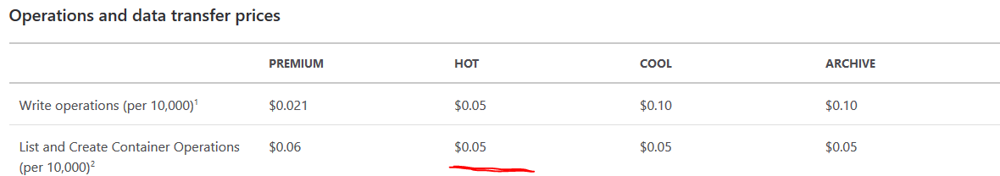 Operations and data transfer prices
PREMIUM HOT COOL ARCHIVE
Write operations (per 10,000)¹ $0.021 $0.05 $0.10 $0.10
List and Create Container Operations $0.06 $0.05 $0.05 $0.05
(per 10,000)²